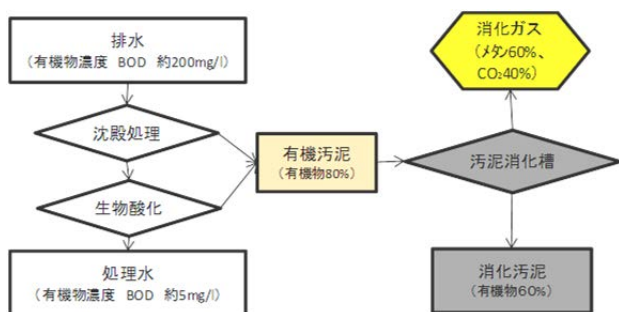 排水
（有機物濃度 BOD 約200mg/l）
沈殿処理
生物酸化
処理水
（有機物濃度 BOD 約5mg/l）
有機汚泥
（有機物80%）
消化ガス
（メタン60%、
CO₂40%）
汚泥消化槽
消化汚泥
（有機物60%）